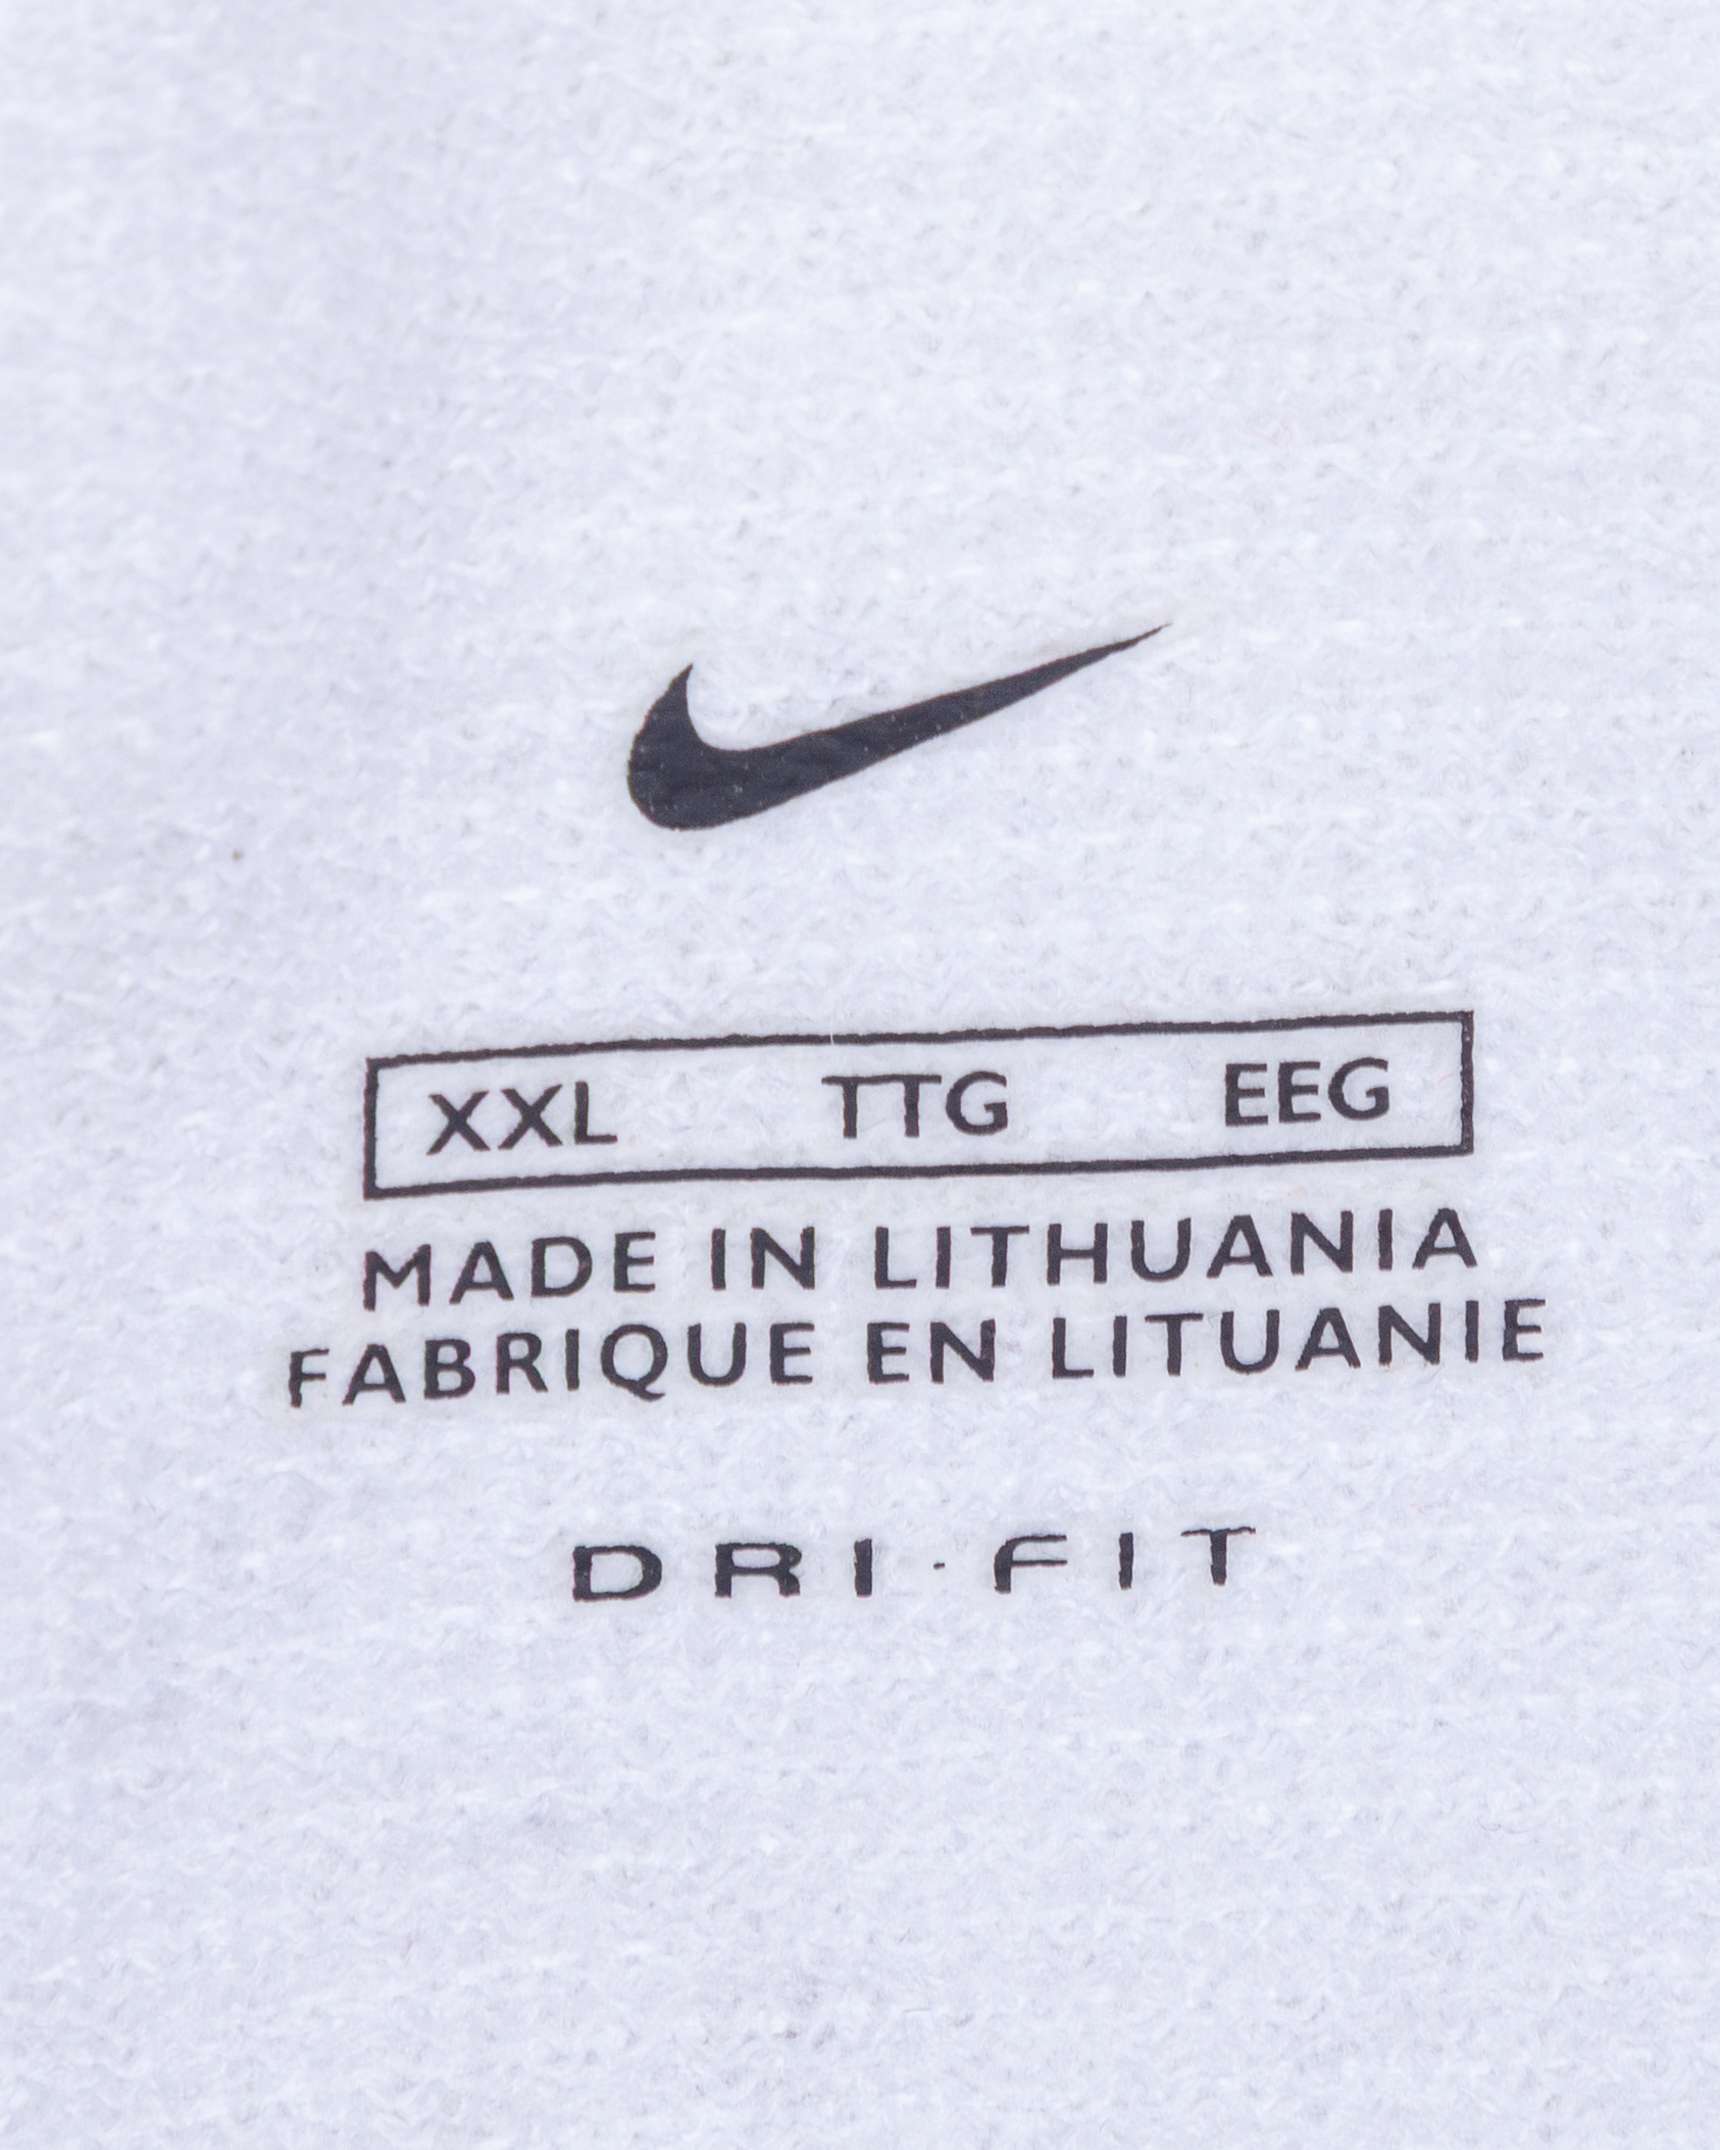 XXL TTG EEG
MADE IN LITHUANIA
FABRIQUE EN LITUANIE
DRI·FIT